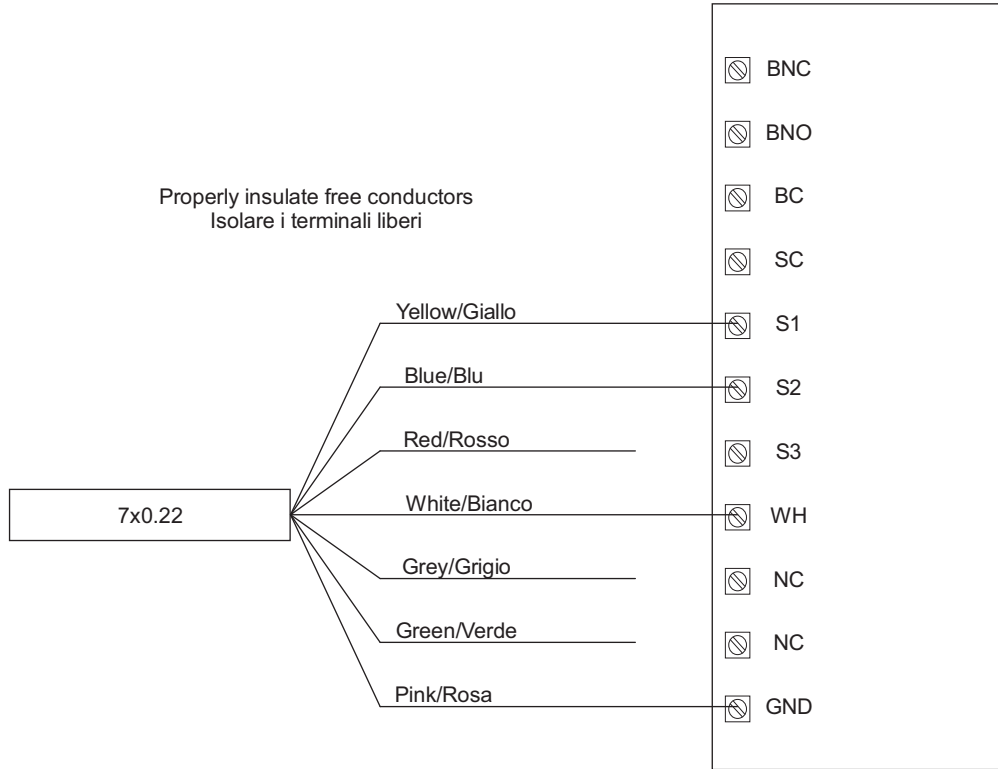 BNC
BNO
Properly insulate free conductors
Isolare i terminali liberi
BC
SC
Yellow/Giallo
S1
Blue/Blu
S2
Red/Rosso
S3
7x0.22
White/Bianco
WH
Grey/Grigio
NC
Green/Verde
NC
Pink/Rosa
GND